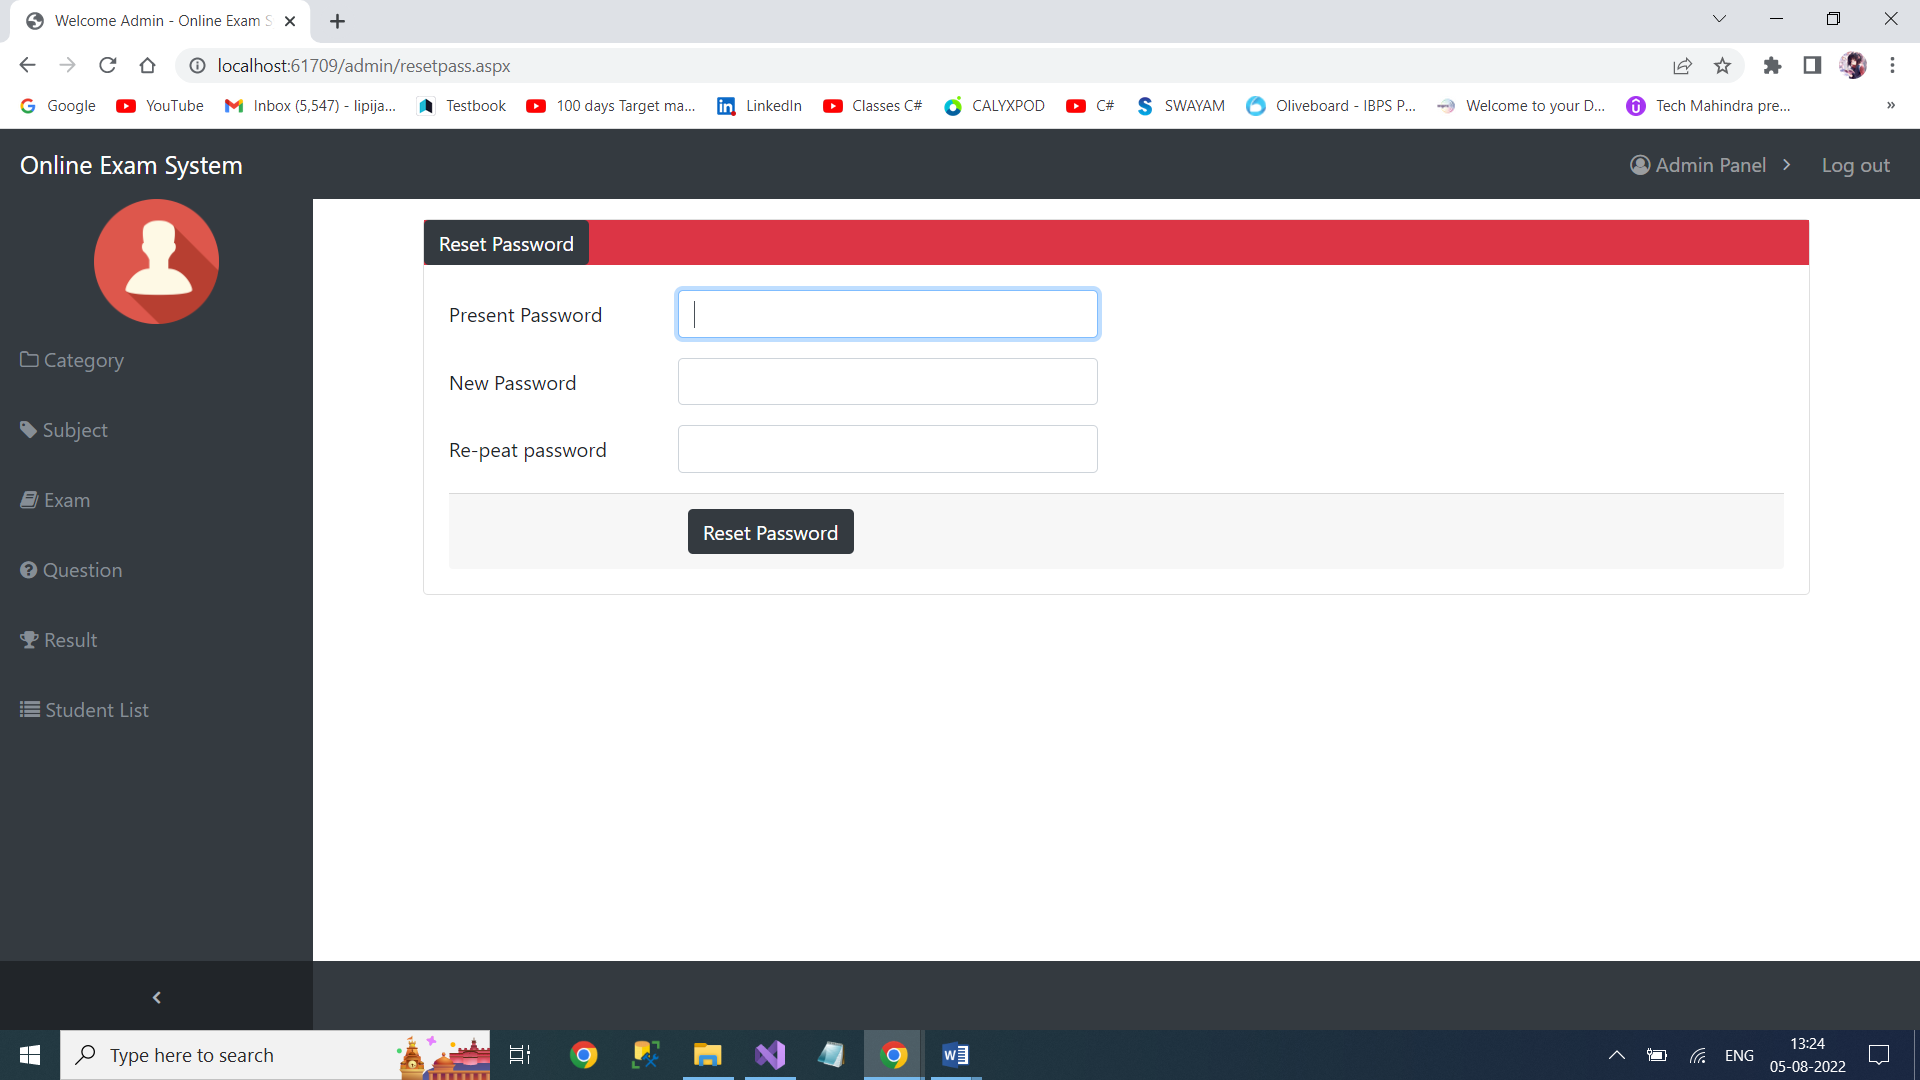 Welcome Admin - Online Exam S
localhost:61709/admin/resetpass.aspx
Google YouTube Inbox (5,547) - lipija... Testbook 100 days Target ma... LinkedIn Classes C# CALYXPOD C# SWAYAM Oliveboard - IBPS P... Welcome to your D... Tech Mahindra pre... »
Online Exam System
Admin Panel Log out
Reset Password
Present Password
New Password
Re-peat password
Reset Password
Category
Subject
Exam
Question
Result
Student List
Type here to search
ENG
13:24
05-08-2022